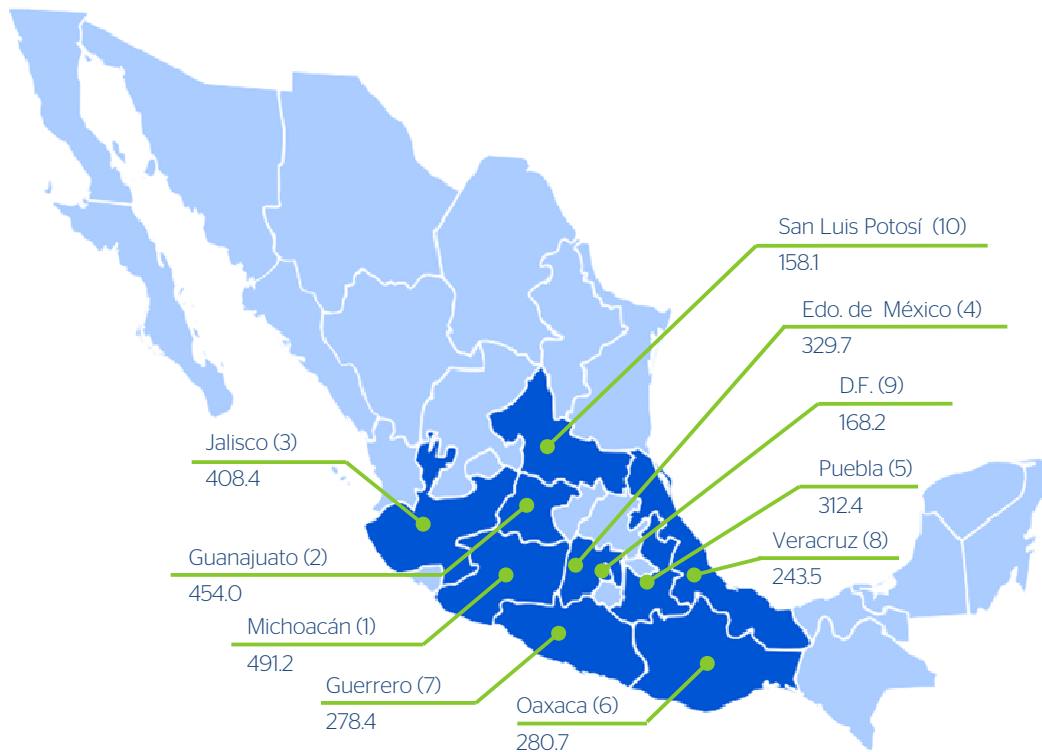 San Luis Potosí (10)
158.1
Edo. de México (4)
329.7
D.F. (9)
168.2
Jalisco (3)
408.4
Puebla (5)
312.4
Veracruz (8)
243.5
Guanajuato (2)
454.0
Michoacán (1)
491.2
Guerrero (7)
278.4
Oaxaca (6)
280.7